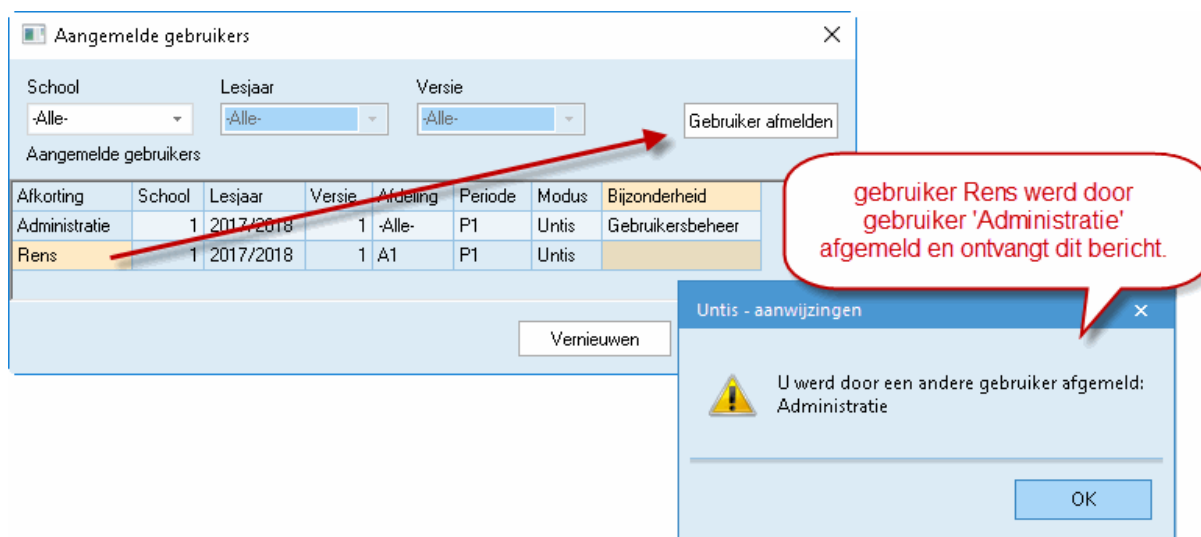 Aangemelde gebruikers
School Lesjaar Versie
-Alle- -Alle- -Alle-
Gebruiker afmelden
Aangemelde gebruikers
Afkorting School Lesjaar Versie Afdeling Periode Modus Bijzonderheid
Administratie 1 2017/2018 1 -Alle- P1 Untis Gebruikersbeheer
Rens 1 2017/2018 1 A1 P1 Untis
Vernieuwen
gebruiker Rens werd door
gebruiker 'Administratie'
afgemeld en ontvangt dit bericht.
Untis - aanwijzingen
U werd door een andere gebruiker afgemeld:
Administratie
OK